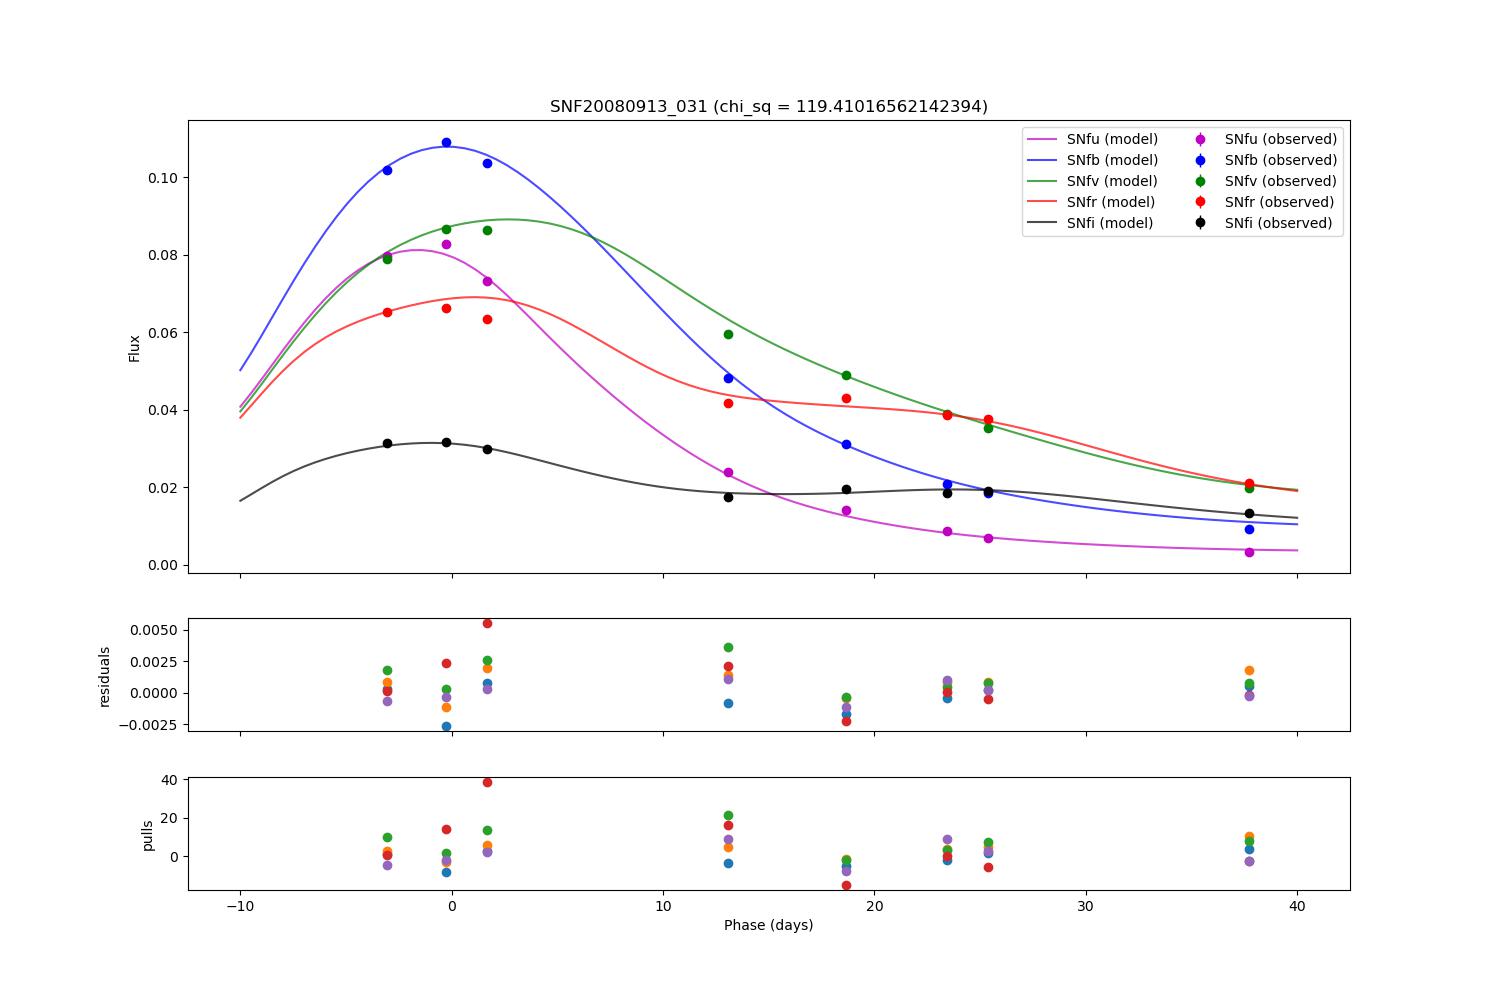 SNF20080913_031 (chi_sq = 119.41016562142394)
SNfu (model) SNfu (observed)
SNfb (model) SNfb (observed)
SNfv (model) SNfv (observed)
SNfr (model) SNfr (observed)
SNfi (model) SNfi (observed)
Flux
0.10
0.08
0.06
0.04
0.02
0.00
residuals
0.0050
0.0025
0.0000
−0.0025
pulls
40
20
0
−10 0 10 20 30 40
Phase (days)